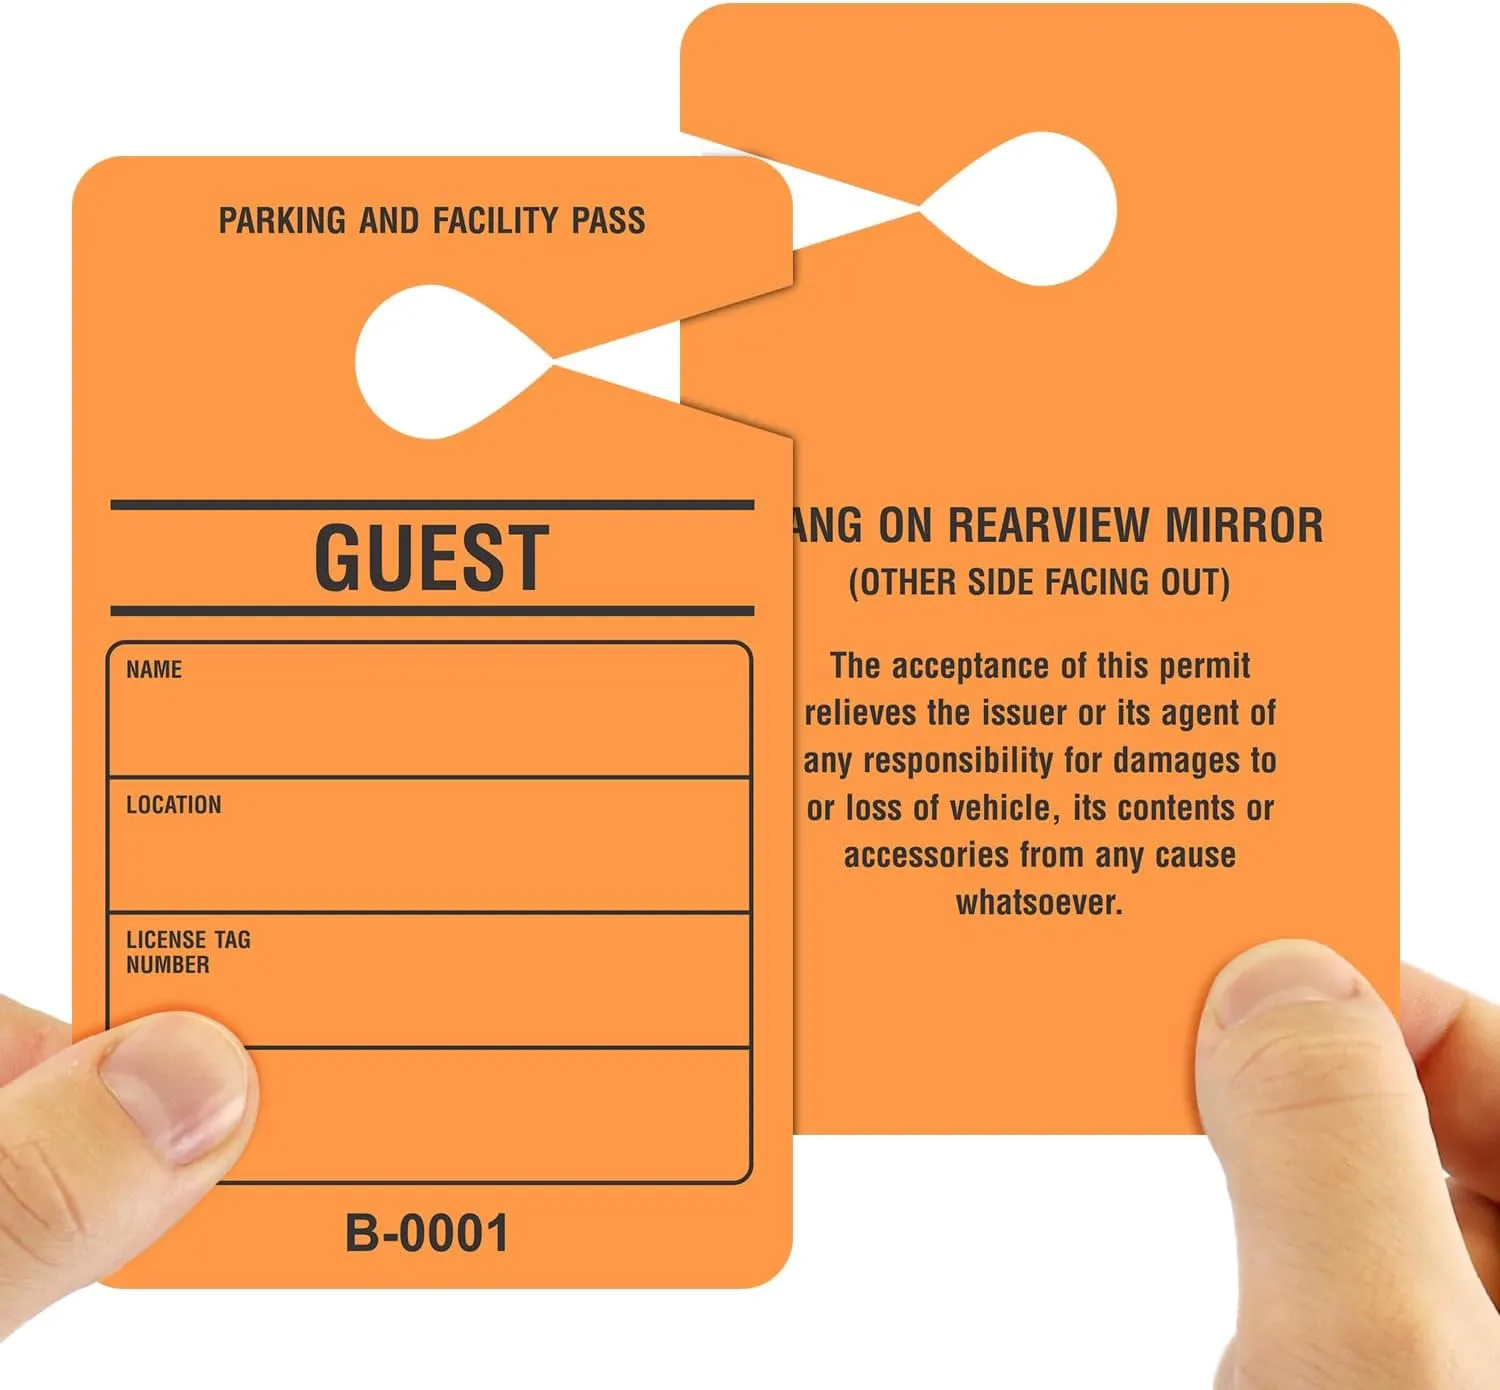 PARKING AND FACILITY PASS
GUEST
NAME
LOCATION
LICENSE TAG
NUMBER
B-0001
ANG ON REARVIEW MIRROR
(OTHER SIDE FACING OUT)
The acceptance of this permit
relieves the issuer or its agent of
any responsibility for damages to
or loss of vehicle, its contents or
accessories from any cause
whatsoever.